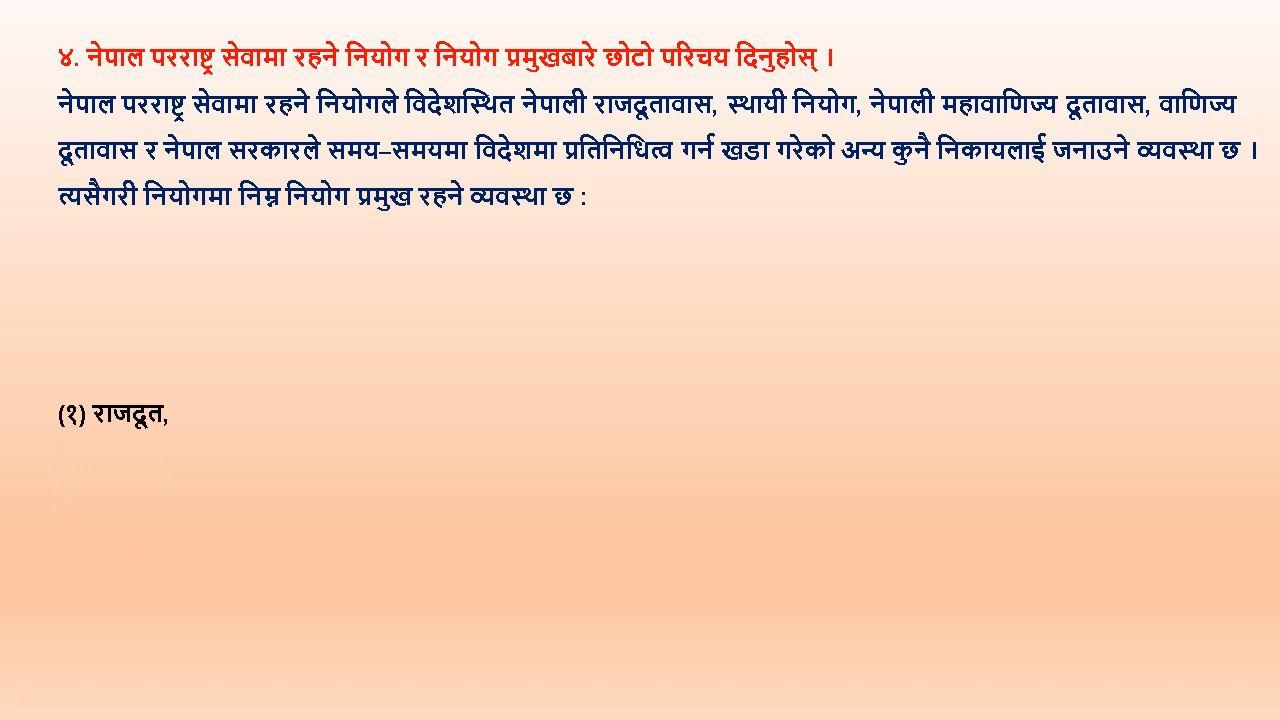 ४. नेपाल परराष्ट्र सेवामा रहने नियोग र नियोग प्रमुखबारे छोटो परिचय दिनुहोस् ।
नेपाल परराष्ट्र सेवामा रहने नियोगले विदेशस्थित नेपाली राजदूतावास, स्थायी नियोग, नेपाली महावाणिज्य दूतावास, वाणिज्य
दूतावास र नेपाल सरकारले समय–समयमा विदेशमा प्रतिनिधित्व गर्न खडा गरेको अन्य कुनै निकायलाई जनाउने व्यवस्था छ ।
त्यसैगरी नियोगमा निम्न नियोग प्रमुख रहने व्यवस्था छ :
(१) राजदूत,